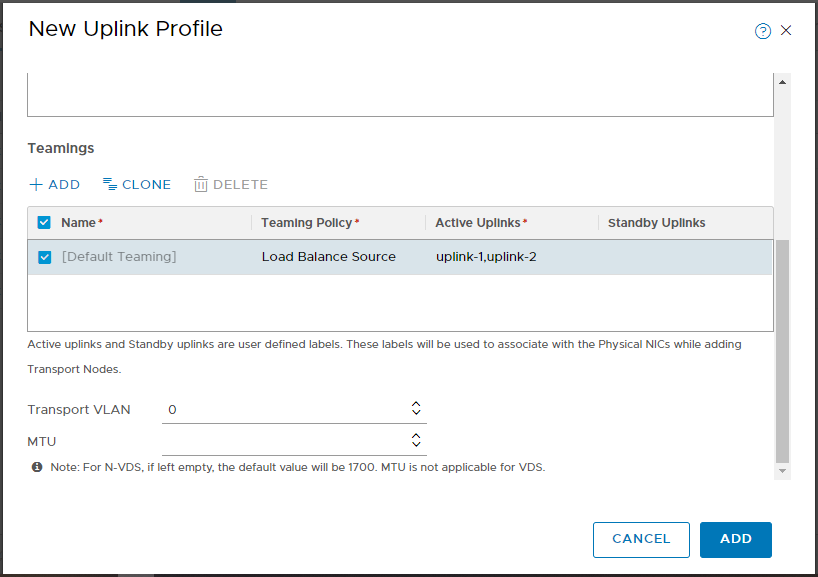 New Uplink Profile
Teamings
ADD CLONE DELETE
Name* Teaming Policy* Active Uplinks* Standby Uplinks
[Default Teaming] Load Balance Source uplink-1,uplink-2
Active uplinks and Standby uplinks are user defined labels. These labels will be used to associate with the Physical NICs while adding
Transport Nodes.
Transport VLAN 0
MTU
Note: For N-VDS, if left empty, the default value will be 1700. MTU is not applicable for VDS.
CANCEL ADD